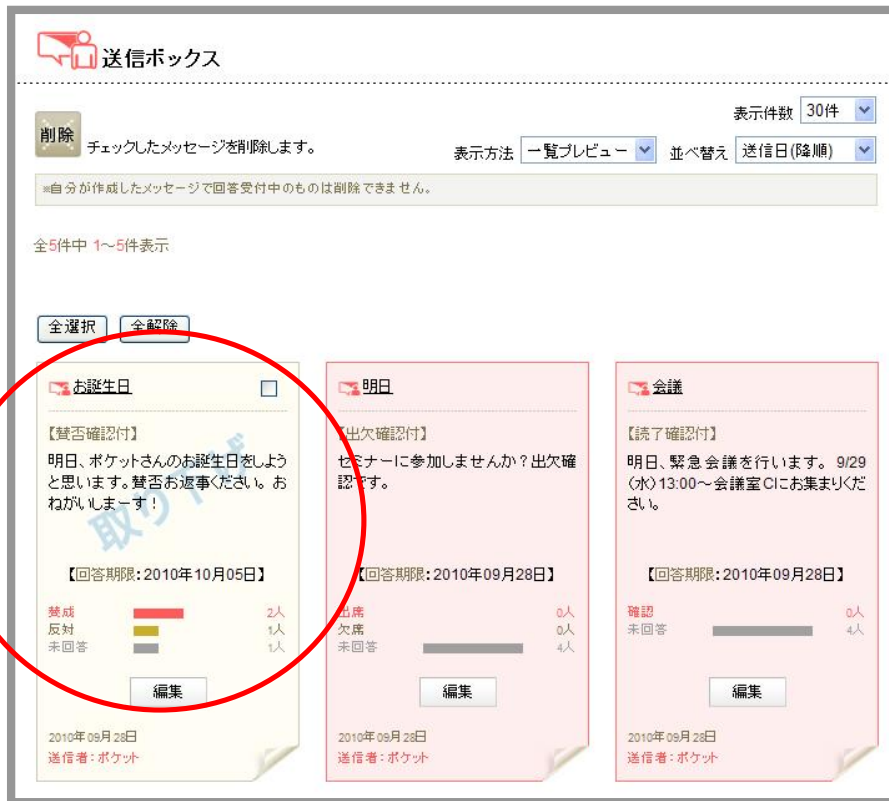 送信ボックス
表示件数 30件
削除 チェックしたメッセージを削除します。
表示方法 一覧プレビュー 並べ替え 送信日(降順)
※自分が作成したメッセージで回答受付中のものは削除できません。
全5件中 1～5件表示
全選択 全解除
お誕生日
【賛否確認付】
明日、ポケットさんのお誕生日をしよう
と思います。賛否お返事ください。お
ねがいしまーす！
取り下げ
【回答期限:2010年10月05日】
賛成 2人
反対 1人
未回答 1人
編集
2010年09月28日
送信者：ポケット
明日
【出欠確認付】
セミナーに参加しませんか？出欠確
認です。
【回答期限:2010年09月28日】
出席 0人
欠席 0人
未回答 4人
編集
2010年09月28日
送信者：ポケット
会議
【読了確認付】
明日、緊急会議を行います。9/29
(水)13:00～会議室Cにお集まりくだ
さい。
【回答期限:2010年09月28日】
確認 0人
未回答 4人
編集
2010年09月28日
送信者：ポケット